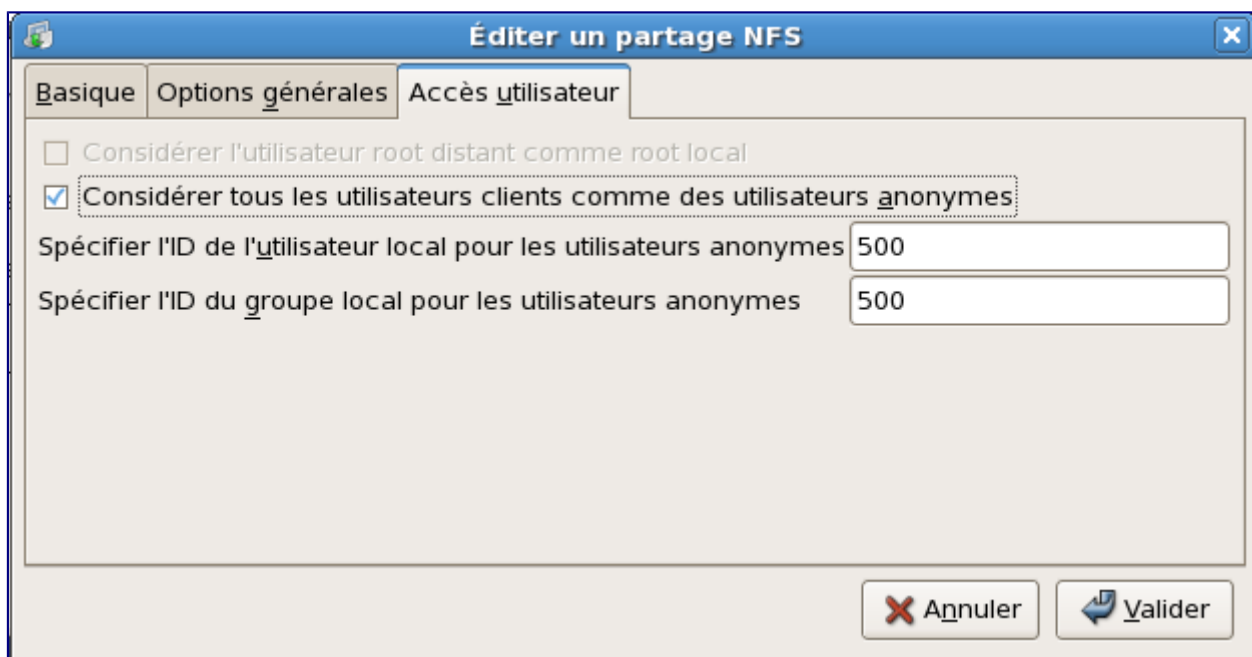 Éditer un partage NFS
Basique Options générales Accès utilisateur
Considérer l'utilisateur root distant comme root local
Considérer tous les utilisateurs clients comme des utilisateurs anonymes
Spécifier l'ID de l'utilisateur local pour les utilisateurs anonymes 500
Spécifier l'ID du groupe local pour les utilisateurs anonymes 500
Annuler Valider